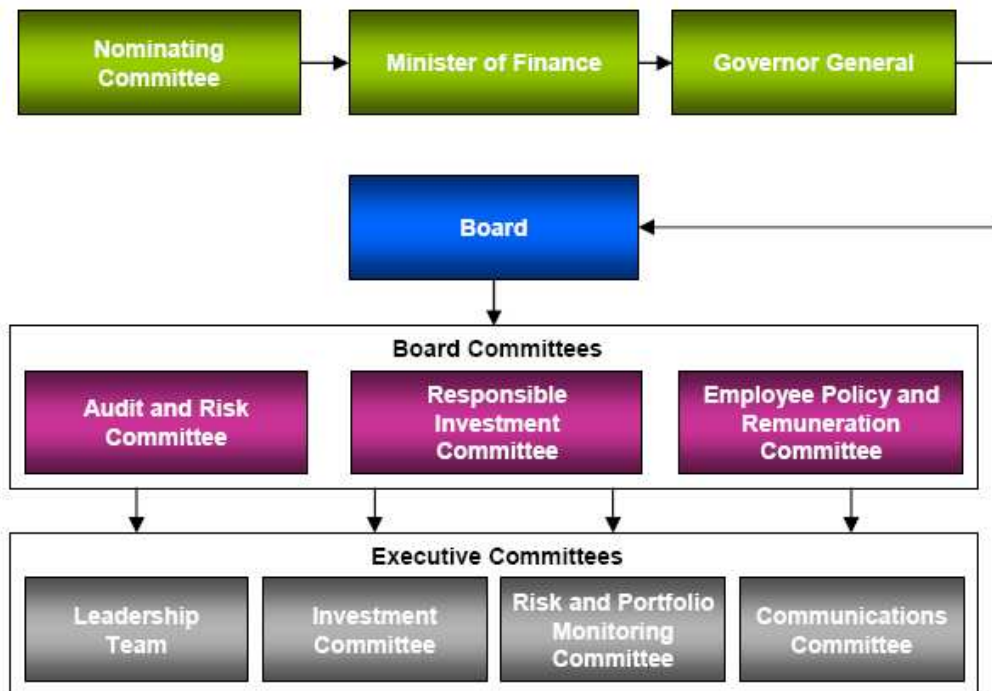 Nominating
Committee
Minister of Finance
Governor General
Board
Board Committees
Audit and Risk
Committee
Responsible
Investment
Committee
Employee Policy and
Remuneration
Committee
Executive Committees
Leadership
Team
Investment
Committee
Risk and Portfolio
Monitoring
Committee
Communications
Committee